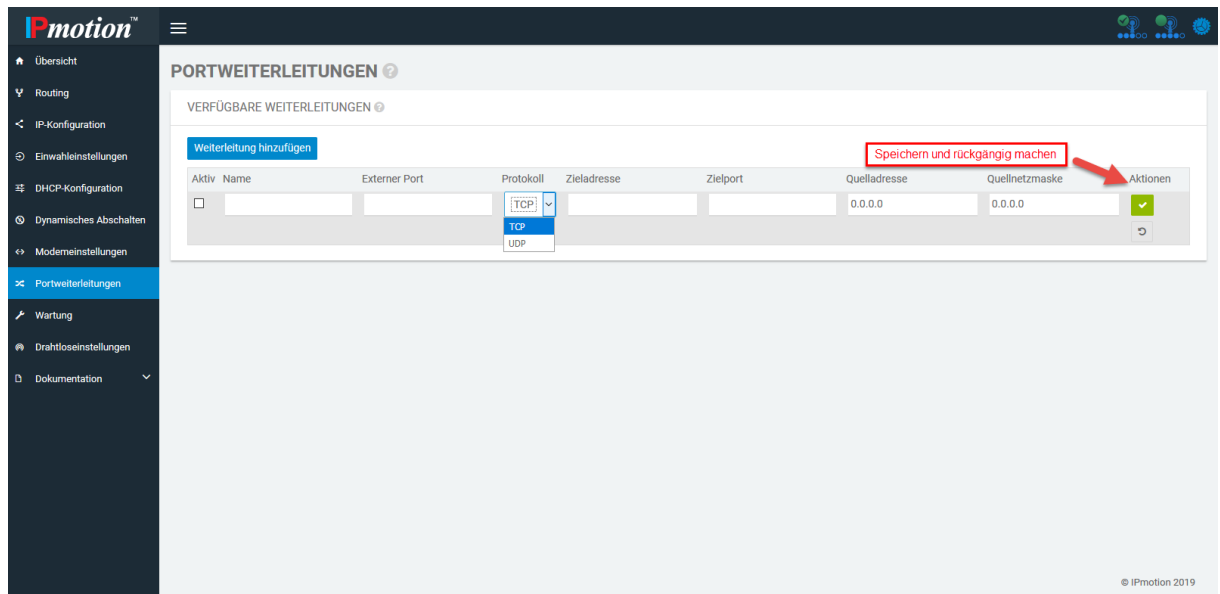 IPmotion™
Übersicht
Routing
IP-Konfiguration
Einwahleinstellungen
DHCP-Konfiguration
Dynamisches Abschalten
Modemeinstellungen
Portweiterleitungen
Wartung
Drahtloseinstellungen
Dokumentation
PORTWEITERLEITUNGEN ?
VERFÜGBARE WEITERLEITUNGEN ?
Weiterleitung hinzufügen
Speichern und rückgängig machen
Aktiv Name Externer Port Protokoll Zieladresse Zielport Quelladresse Quellnetzmaske Aktionen
TCP 0.0.0.0 0.0.0.0
TCP
UDP
© IPmotion 2019